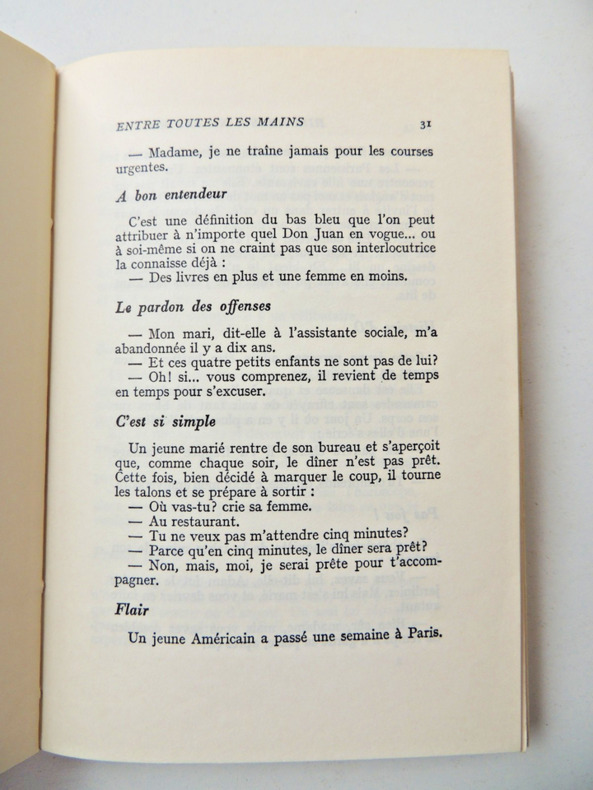 ENTRE TOUTES LES MAINS 31
— Madame, je ne traîne jamais pour les courses
urgentes.
A bon entendeur
C'est une définition du bas bleu que l'on peut
attribuer à n'importe quel Don Juan en vogue... ou
à soi-même si on ne craint pas que son interlocutrice
la connaisse déjà :
— Des livres en plus et une femme en moins.
Le pardon des offenses
— Mon mari, dit-elle à l'assistante sociale, m'a
abandonnée il y a dix ans.
— Et ces quatre petits enfants ne sont pas de lui?
— Oh! si... vous comprenez, il revient de temps
en temps pour s'excuser.
C'est si simple
Un jeune marié rentre de son bureau et s'aperçoit
que, comme chaque soir, le dîner n'est pas prêt.
Cette fois, bien décidé à marquer le coup, il tourne
les talons et se prépare à sortir :
— Où vas-tu? crie sa femme.
— Au restaurant.
— Tu ne veux pas m'attendre cinq minutes?
— Parce qu'en cinq minutes, le dîner sera prêt?
— Non, mais, moi, je serai prête pour t'accom-
pagner.
Flair
Un jeune Américain a passé une semaine à Paris.